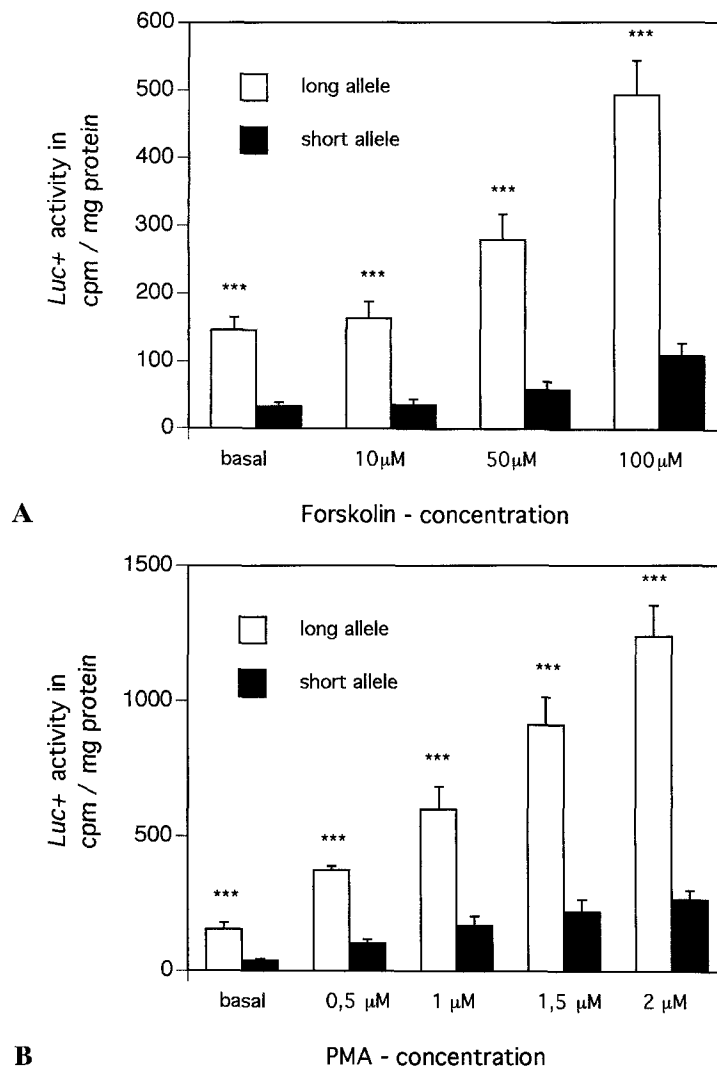 600
500
400
300
200
100
0
Luc+ activity in
cpm / mg protein
long allele
short allele
***
***
***
***
basal
10µM
50µM
100µM
A
Forskolin - concentration
1500
1000
500
0
Luc+ activity in
cpm / mg protein
long allele
short allele
***
***
***
***
***
basal
0,5 µM
1 µM
1,5 µM
2 µM
B
PMA - concentration